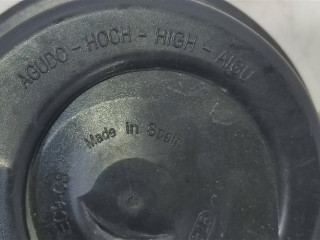 AGUDO - HOCH - HIGH - AIGU
Made in Spain